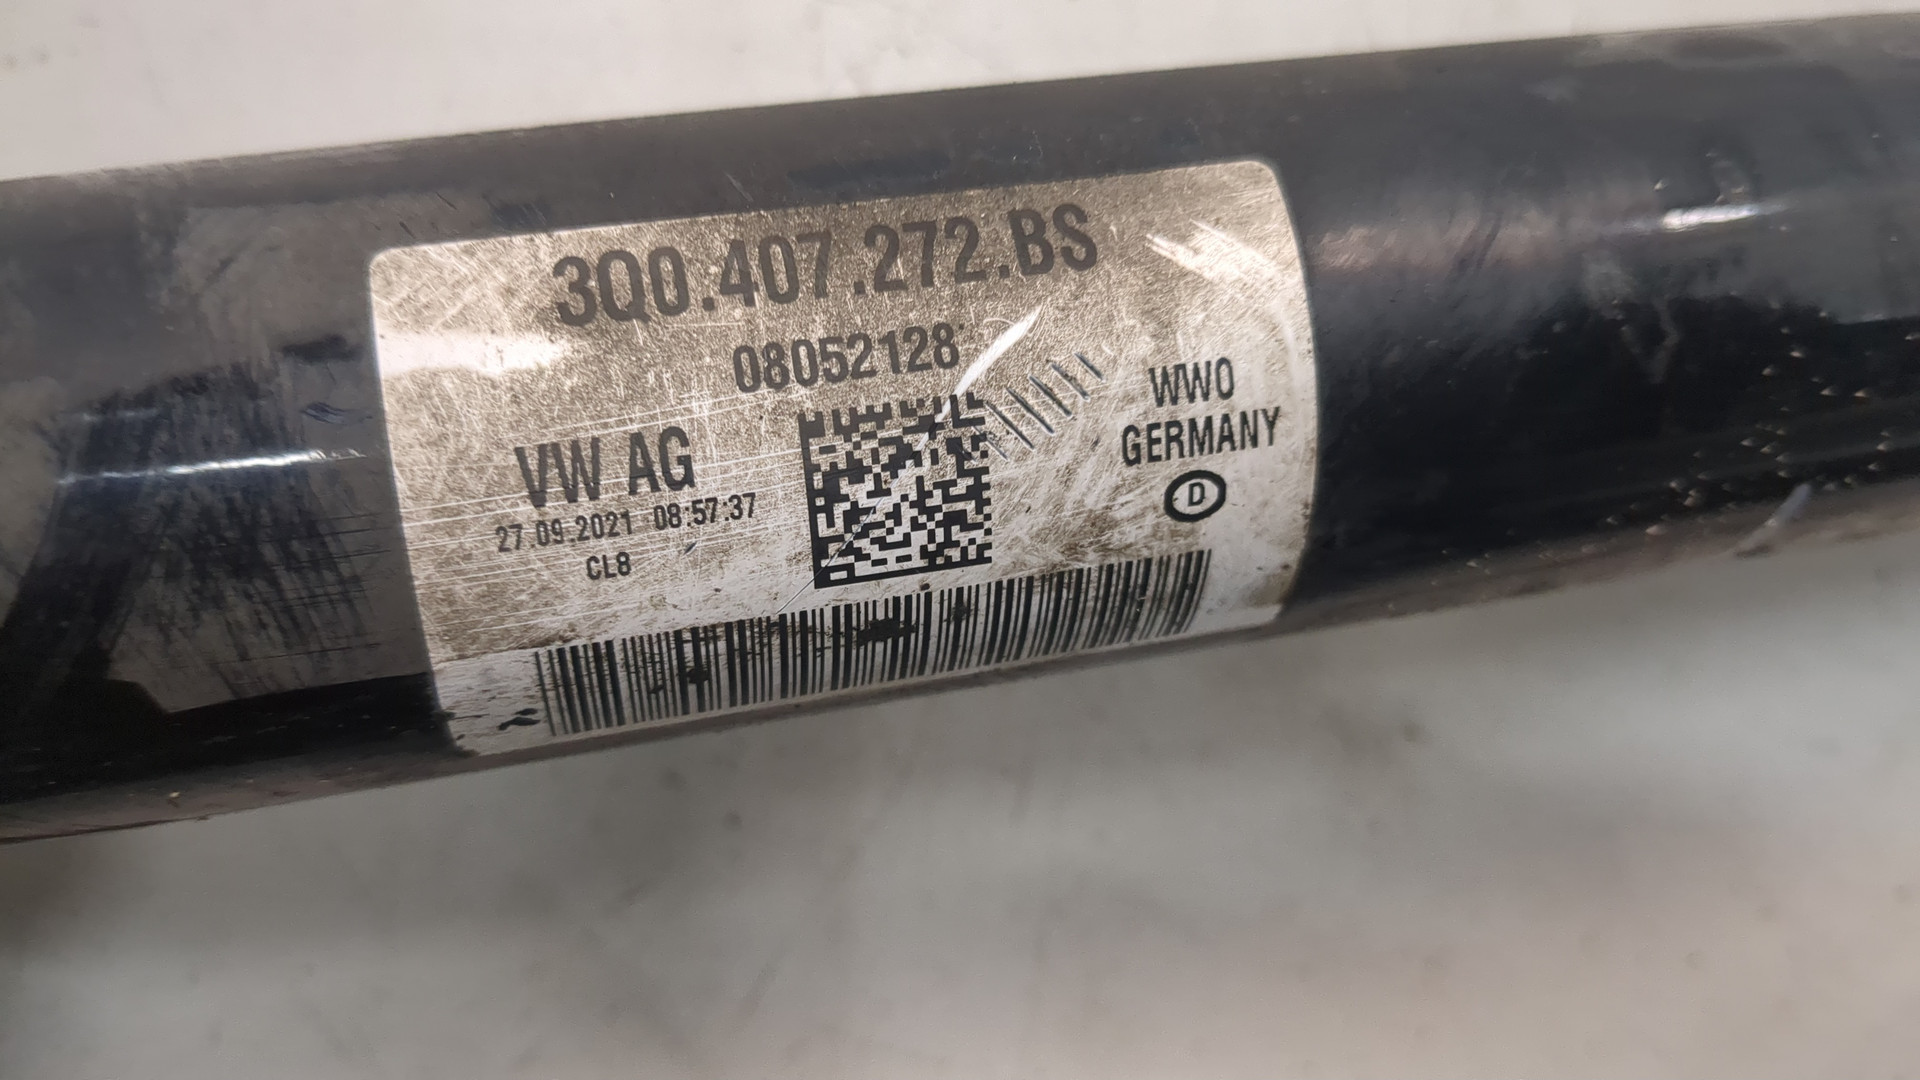 3Q0.407.272.BS
08052128
VW AG
27.09.2021 08:57:37
CL8
WWO
GERMANY
D